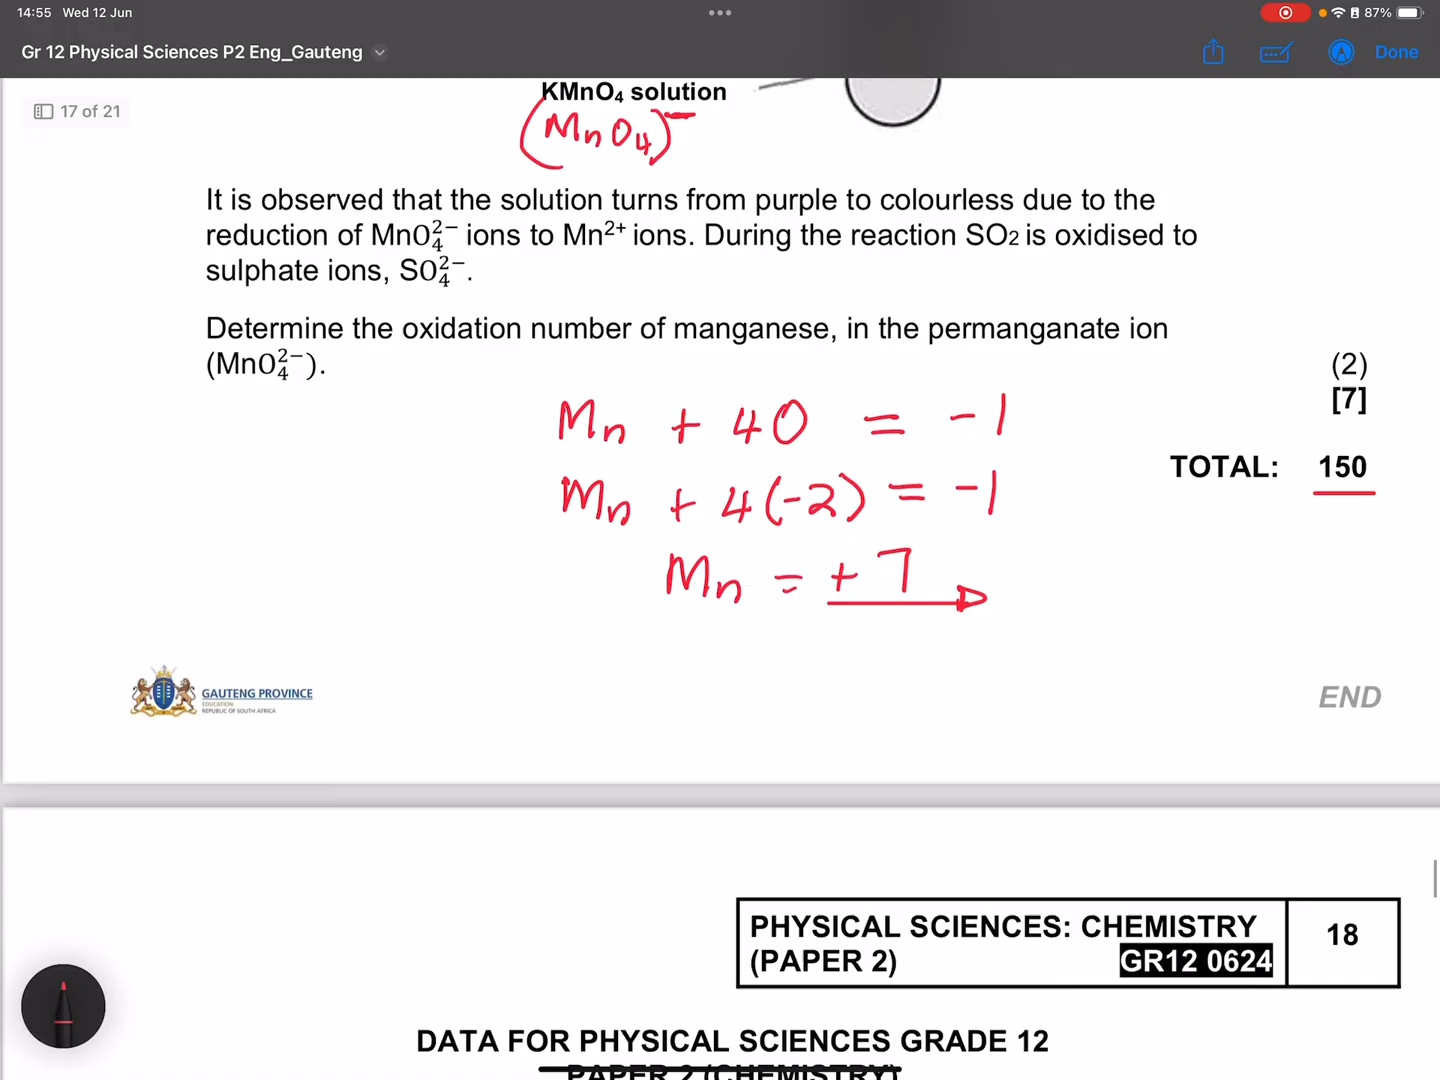 14:55 Wed 12 Jun
87%
Gr 12 Physical Sciences P2 Eng_Gauteng
Done
17 of 21
KMnO₄ solution
(MnO₄)⁻
It is observed that the solution turns from purple to colourless due to the
reduction of MnO₄²⁻ ions to Mn²⁺ ions. During the reaction SO₂ is oxidised to
sulphate ions, SO₄²⁻.
Determine the oxidation number of manganese, in the permanganate ion
(MnO₄²⁻).
(2)
[7]
Mn + 4O = -1
TOTAL: 150
Mn + 4(-2) = -1
Mn = +7
GAUTENG PROVINCE
EDUCATION
REPUBLIC OF SOUTH AFRICA
END
PHYSICAL SCIENCES: CHEMISTRY
(PAPER 2) GR12 0624
18
DATA FOR PHYSICAL SCIENCES GRADE 12
PAPER 2 (CHEMISTRY)